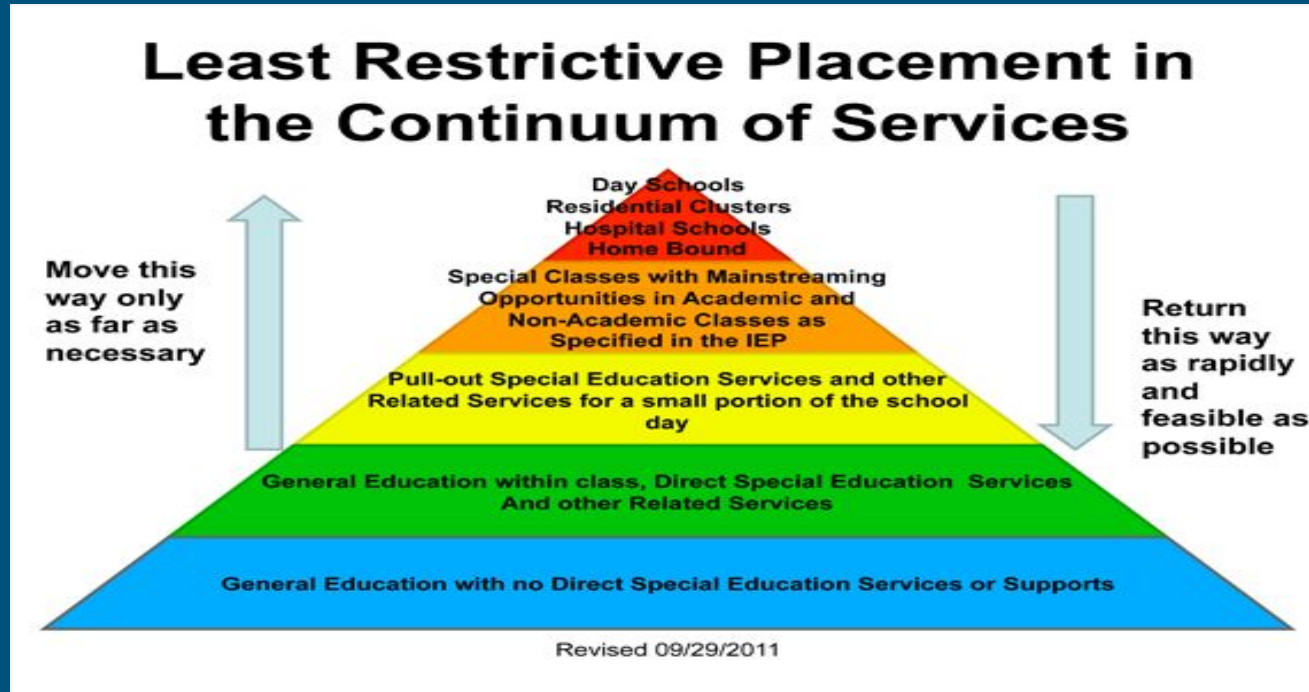 Least Restrictive Placement in
the Continuum of Services
Day Schools
Residential Clusters
Hospital Schools
Home Bound
Move this
way only
as far as
necessary
Special Classes with Mainstreaming
Opportunities in Academic and
Non-Academic Classes as
Specified in the IEP
Return
this way
as rapidly
and
feasible as
possible
Pull-out Special Education Services and other
Related Services for a small portion of the school
day
General Education within class, Direct Special Education Services
And other Related Services
General Education with no Direct Special Education Services or Supports
Revised 09/29/2011